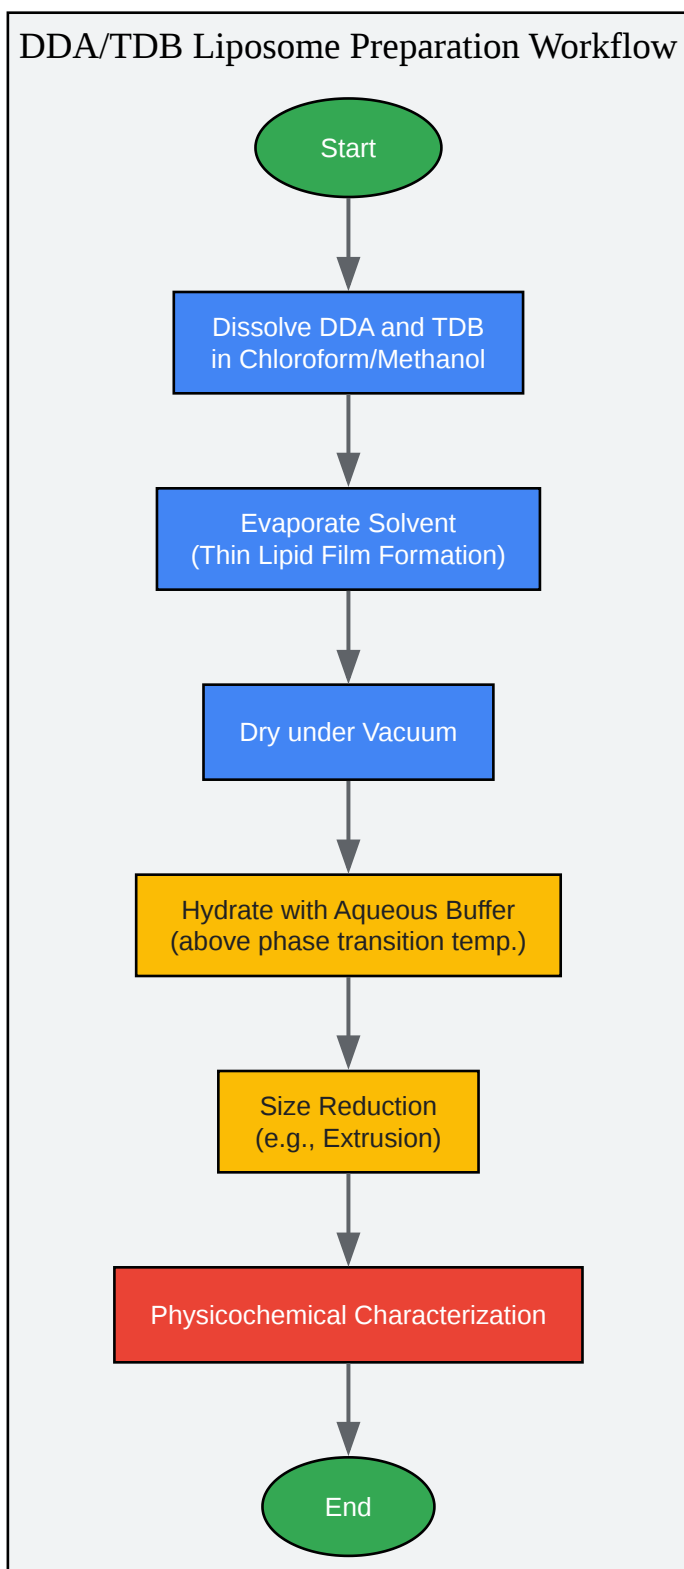 DDA/TDB Liposome Preparation Workflow
Start
Dissolve DDA and TDB
in Chloroform/Methanol
Evaporate Solvent
(Thin Lipid Film Formation)
Dry under Vacuum
Hydrate with Aqueous Buffer
(above phase transition temp.)
Size Reduction
(e.g., Extrusion)
Physicochemical Characterization
End